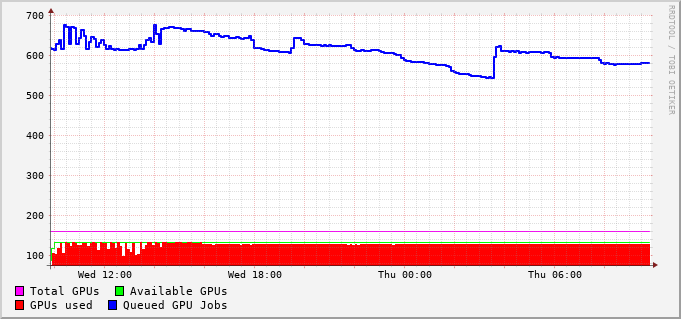 700
600
500
400
300
200
100
Wed 12:00 Wed 18:00 Thu 00:00 Thu 06:00
Total GPUs Available GPUs
GPUs used Queued GPU Jobs
RRDTOOL / TOBI OETIKER